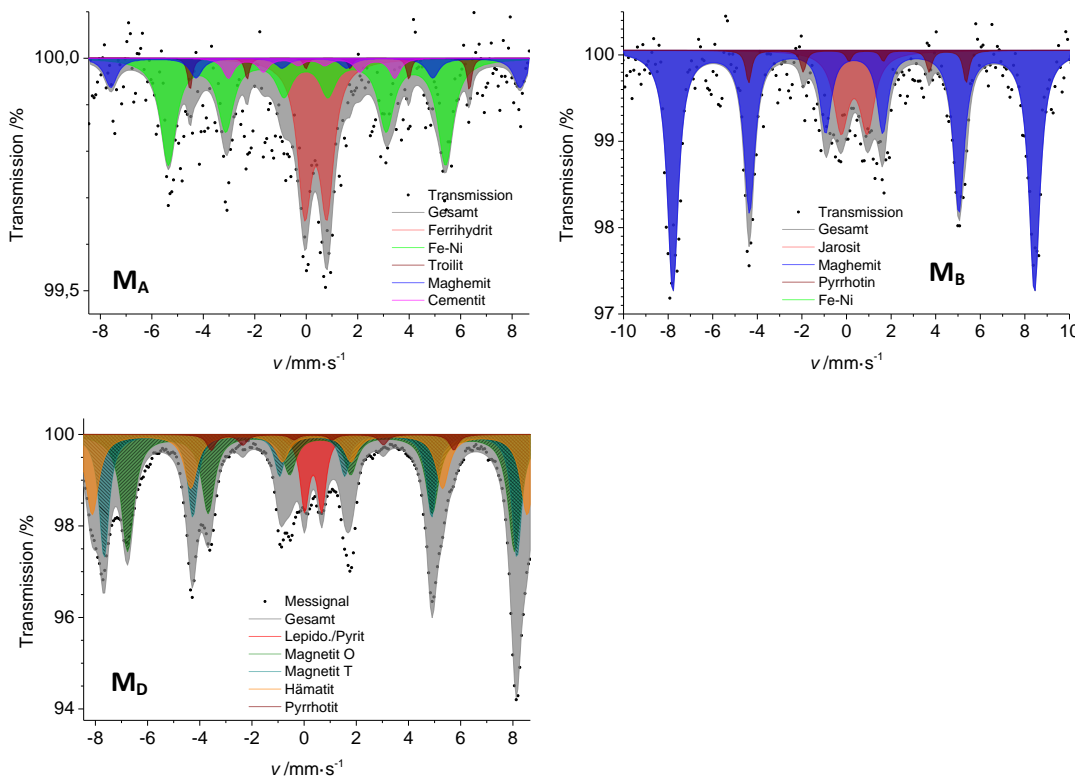 100.0
99,5
Transmission /%
-8 -6 -4 -2 0 2 4 6 8
v /mm·s⁻¹
Transmission
Gesamt
Ferrihydrit
Fe-Ni
Troilit
Maghemit
Cementit
M_A
100
99
98
97
Transmission /%
-10 -8 -6 -4 -2 0 2 4 6 8 10
v /mm·s⁻¹
Transmission
Gesamt
Jarosit
Maghemit
Pyrrhotin
Fe-Ni
M_B
100
98
96
94
Transmission /%
-8 -6 -4 -2 0 2 4 6 8
v /mm·s⁻¹
Messignal
Gesamt
Lepido./Pyrit
Magnetit O
Magnetit T
Hämatit
Pyrrhotit
M_D